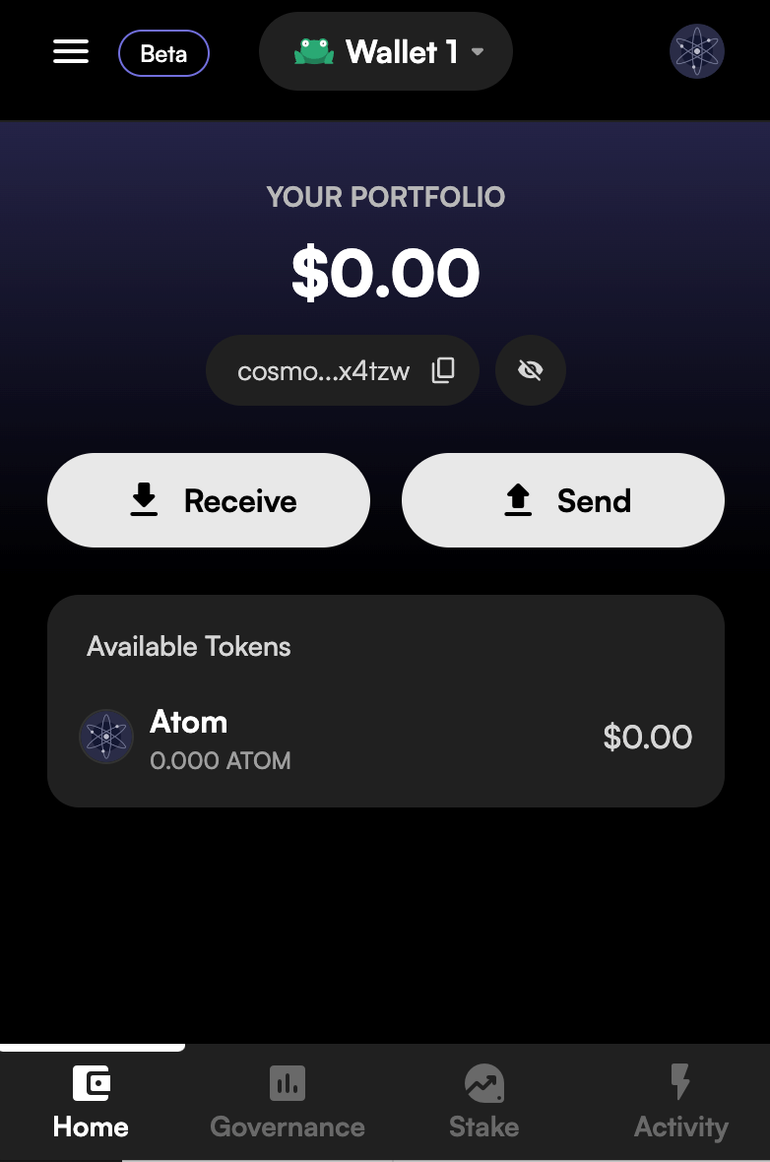 Beta
Wallet 1
YOUR PORTFOLIO
$0.00
cosmo...x4tzw
Receive
Send
Available Tokens
Atom
$0.00
0.000 ATOM
Home
Governance
Stake
Activity